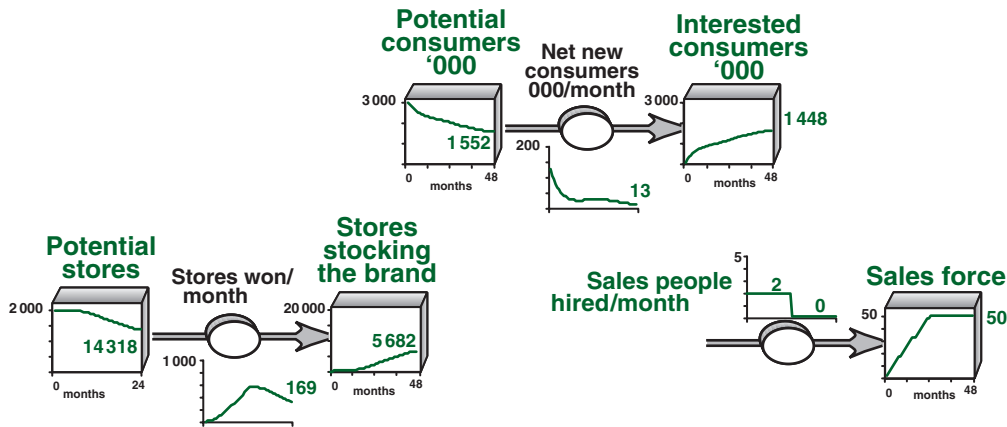 Potential
consumers
‘000
Net new
consumers
000/month
Interested
consumers
‘000
3 000
1 552
0
48
months
200
13
3 000
1 448
0
48
months
Potential
stores
Stores won/
month
Stores
stocking
the brand
2 000
14 318
0
24
months
1 000
169
20 000
5 682
0
48
months
Sales people
hired/month
5
2
0
Sales force
50
50
0
48
months